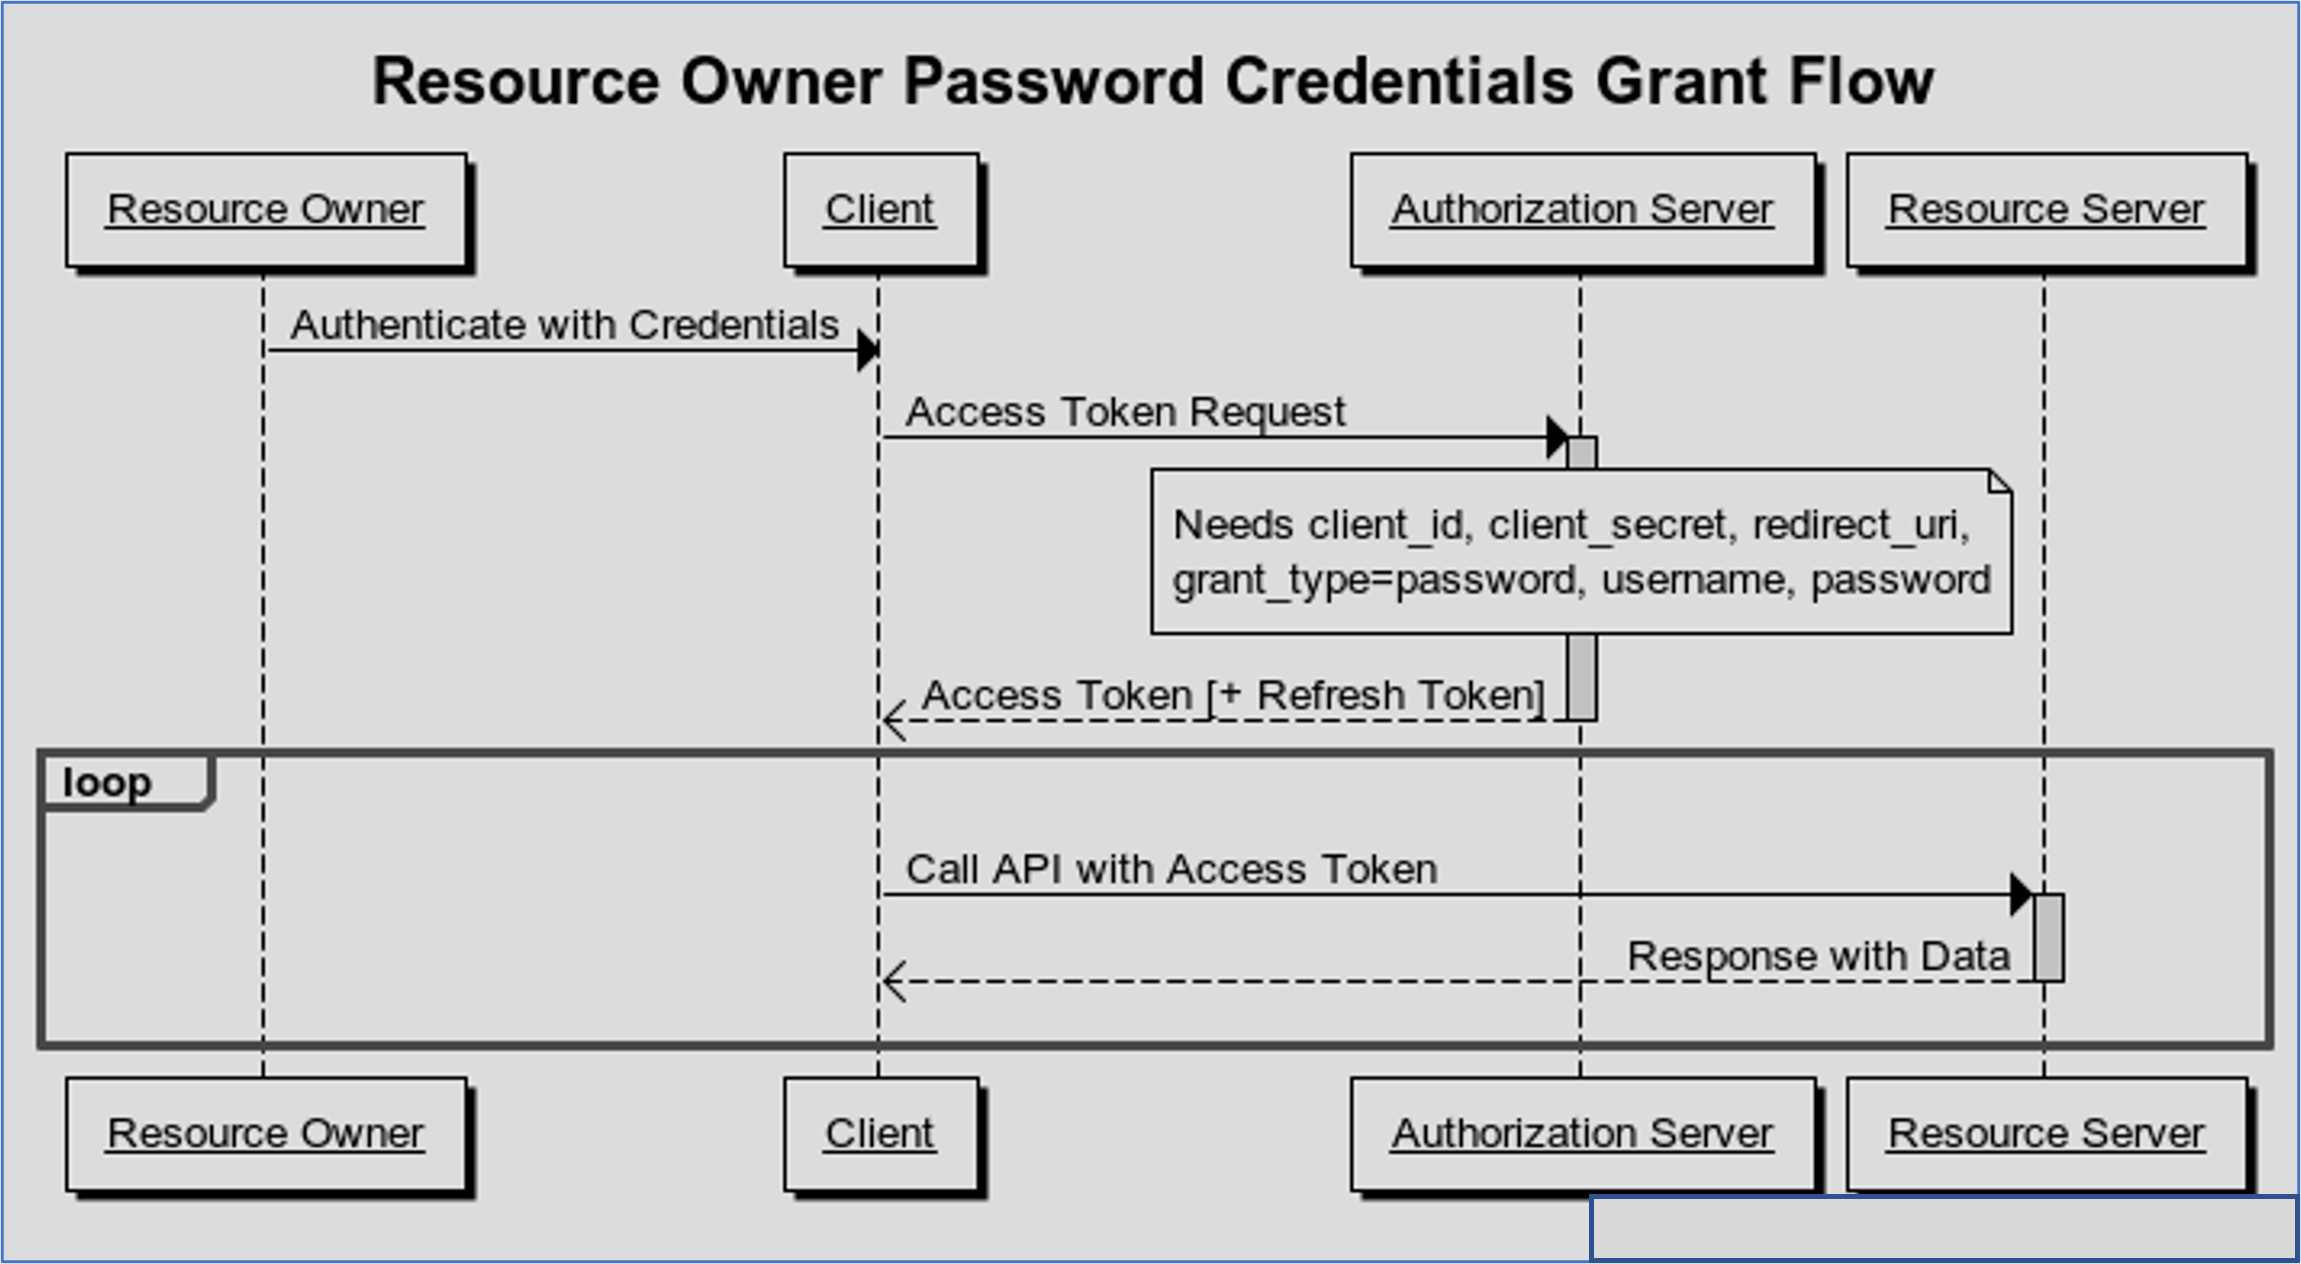 Resource Owner Password Credentials Grant Flow
Resource Owner
Client
Authorization Server
Resource Server
Authenticate with Credentials
Access Token Request
Needs client_id, client_secret, redirect_uri,
grant_type=password, username, password
Access Token [+ Refresh Token]
loop
Call API with Access Token
Response with Data
Resource Owner
Client
Authorization Server
Resource Server